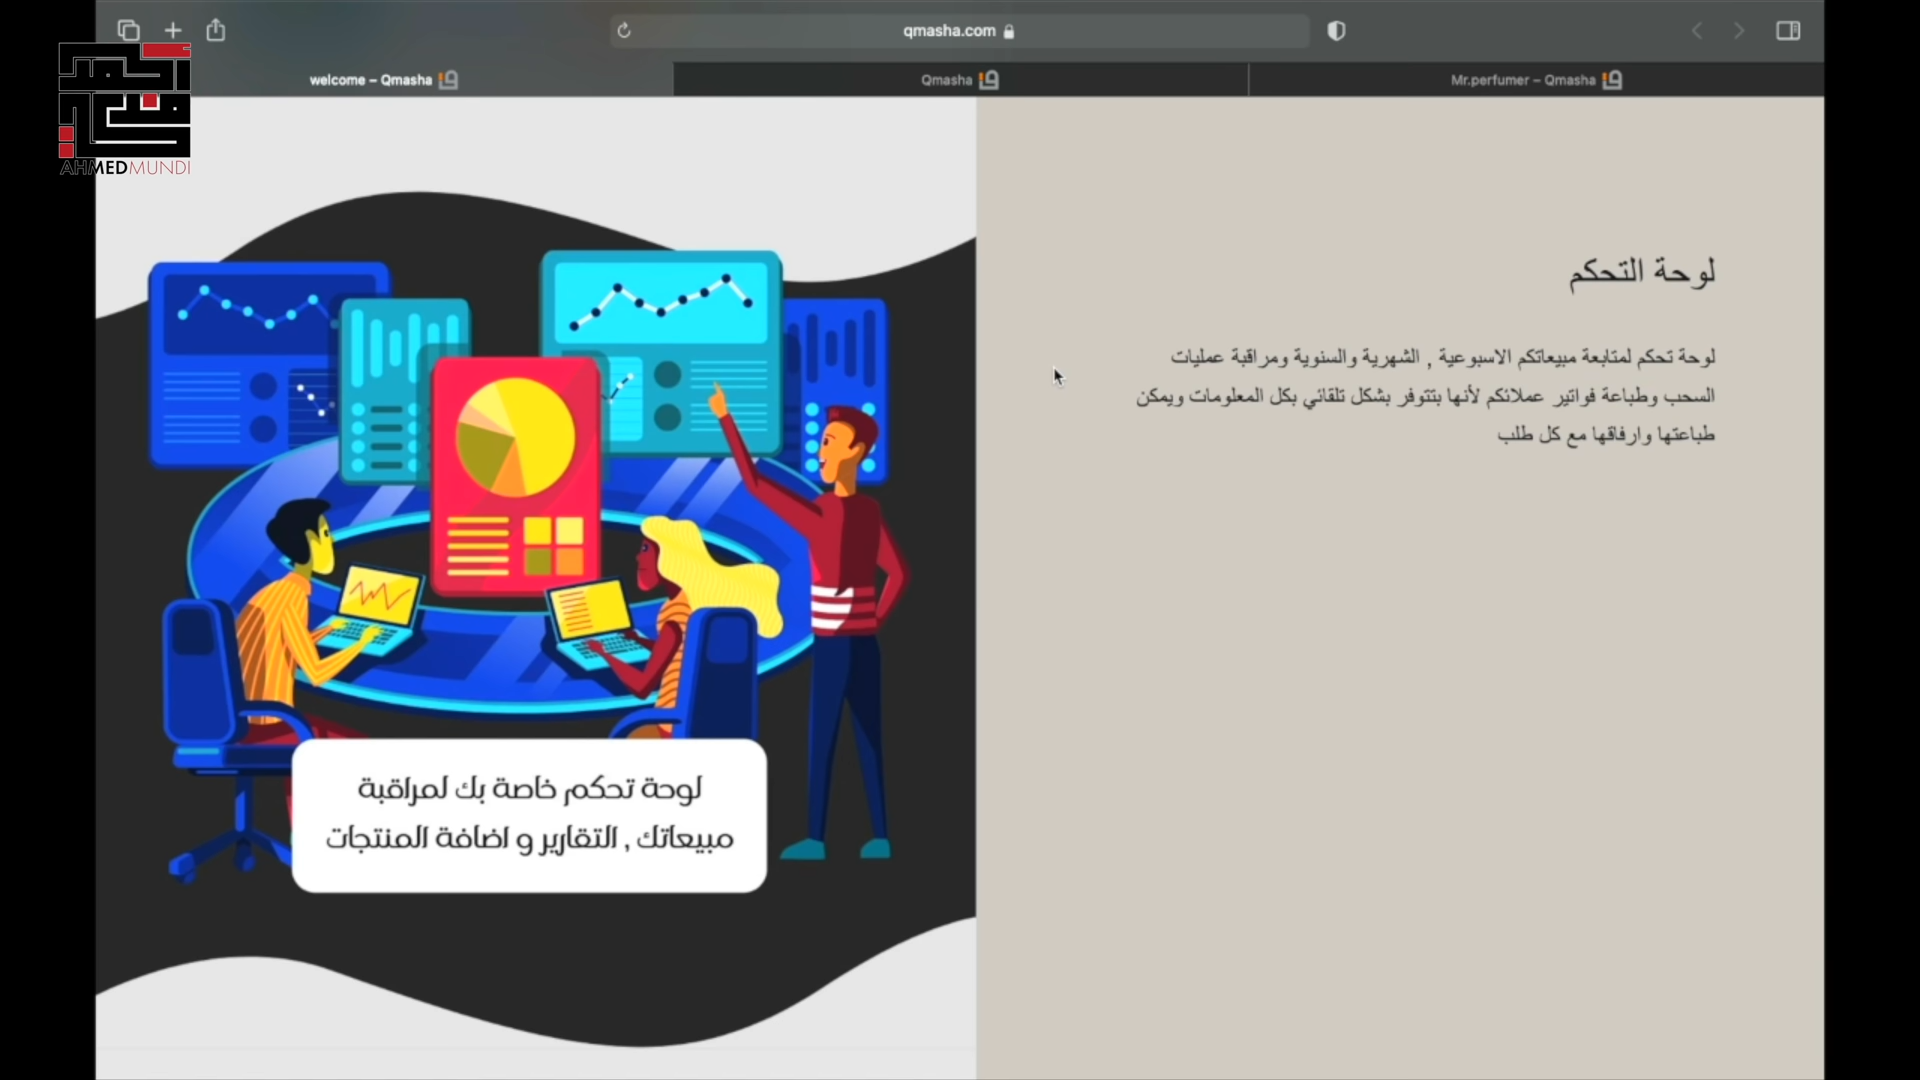 qmasha.com
welcome – Qmasha
Qmasha
Mr.perfumer – Qmasha
AHMEDMUNDI
لوحة التحكم
لوحة تحكم لمتابعة مبيعاتكم الاسبوعية , الشهرية والسنوية ومراقبة عمليات
السحب وطباعة فواتير عملائكم لأنها بتتوفر بشكل تلقائي بكل المعلومات ويمكن
طباعتها وارفاقها مع كل طلب
لوحة تحكم خاصة بك لمراقبة
مبيعاتك , التقارير و اضافة المنتجات